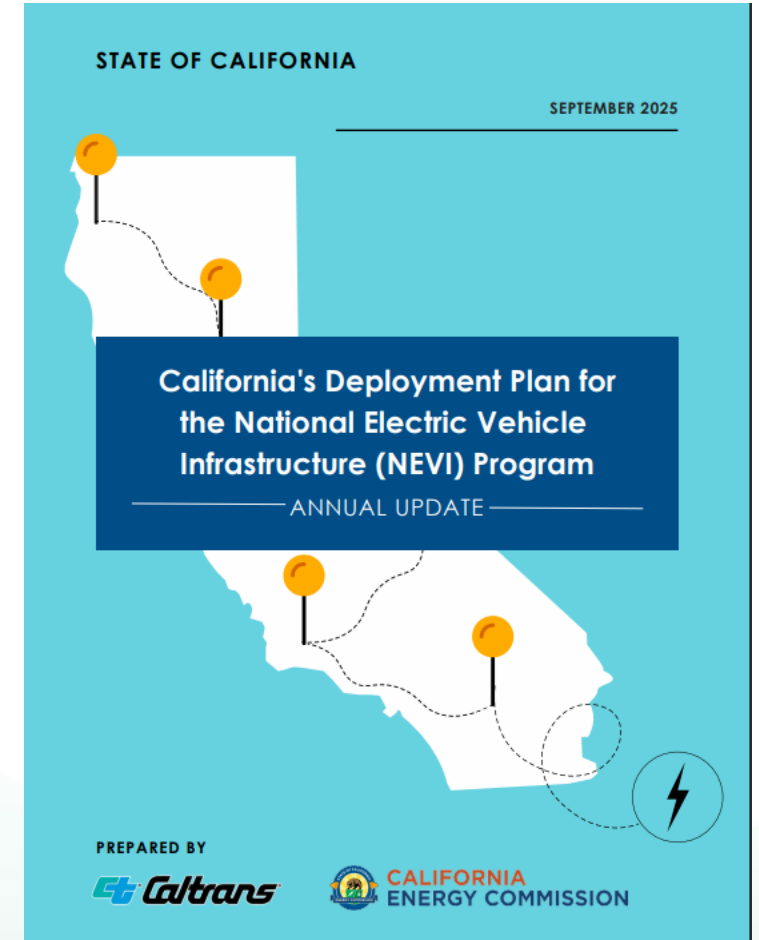 STATE OF CALIFORNIA
SEPTEMBER 2025
California's Deployment Plan for
the National Electric Vehicle
Infrastructure (NEVI) Program
ANNUAL UPDATE
PREPARED BY
ct Caltrans
CALIFORNIA
ENERGY COMMISSION